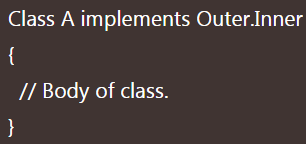 Class A implements Outer.Inner
{
// Body of class.
}